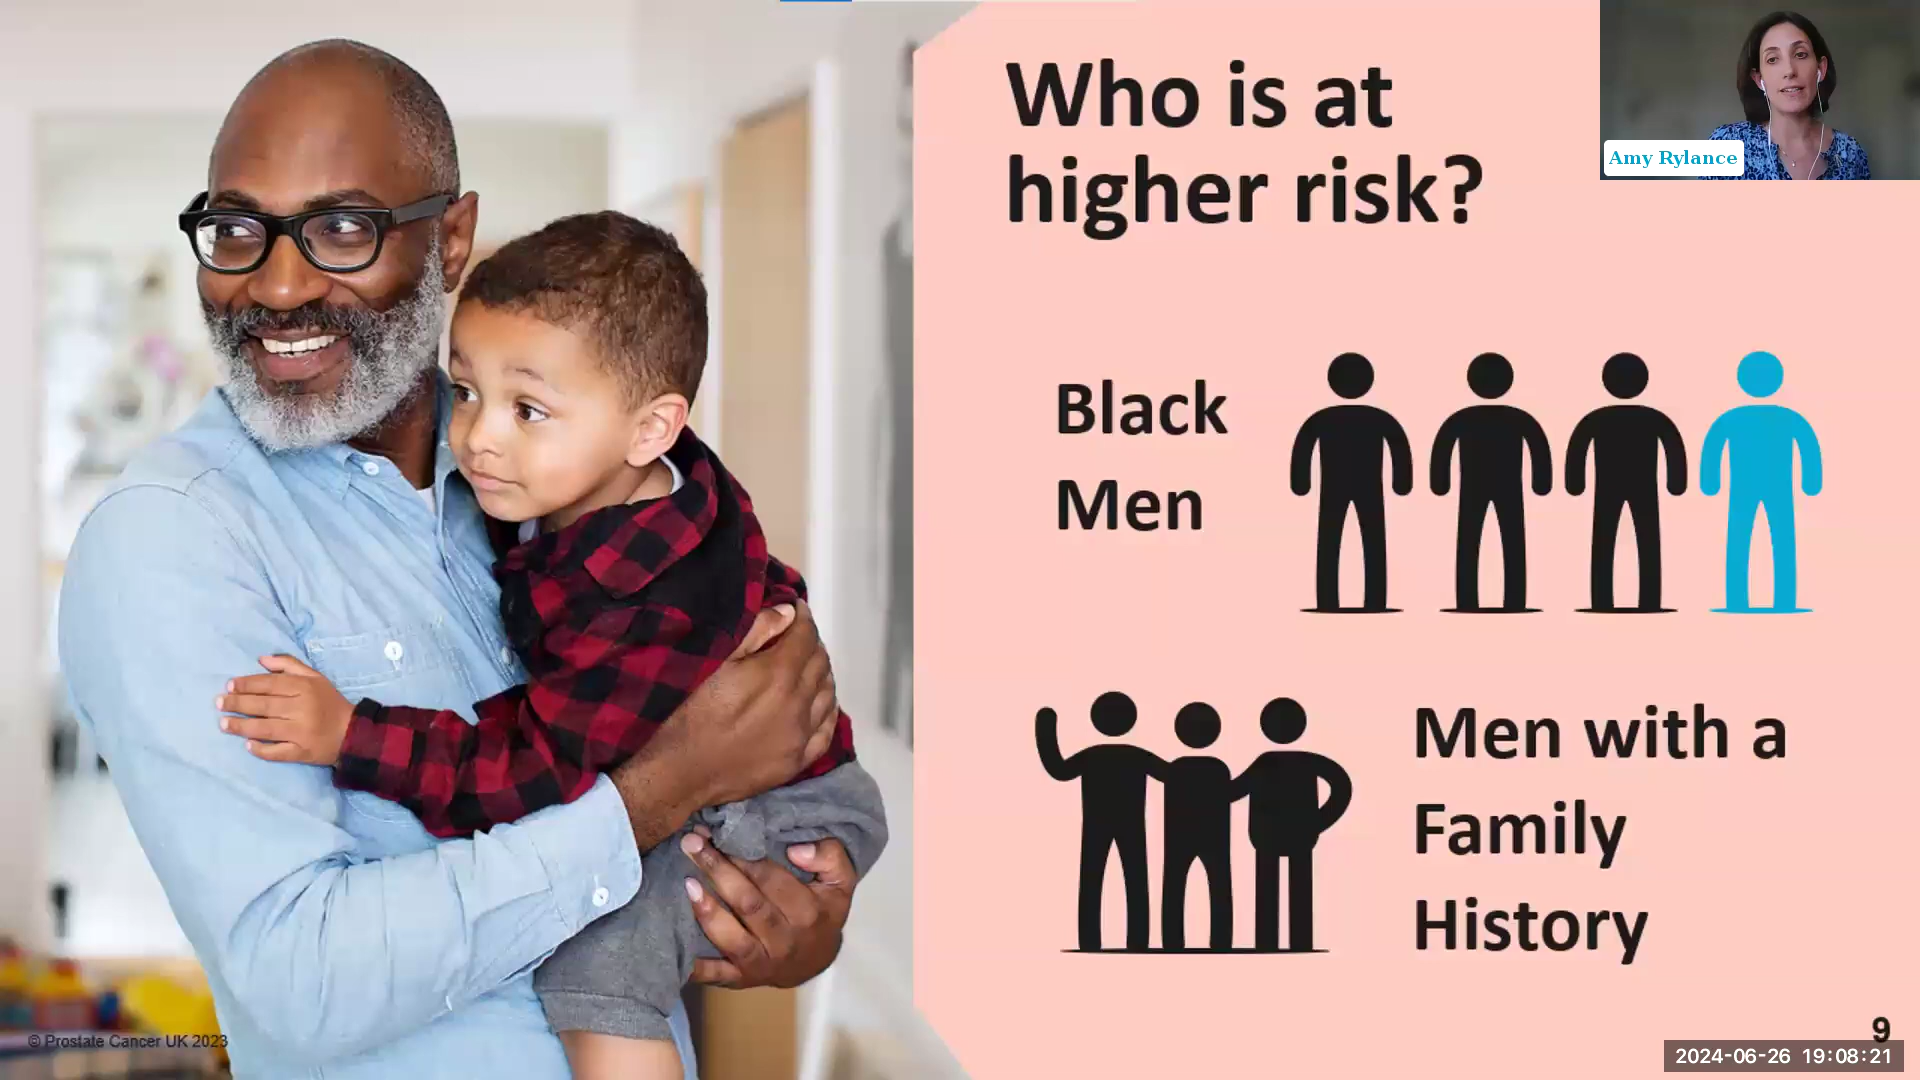 Who is at
higher risk?
Amy Rylance
Black
Men
Men with a
Family
History
© Prostate Cancer UK 2023
9
2024-06-26 19:08:21